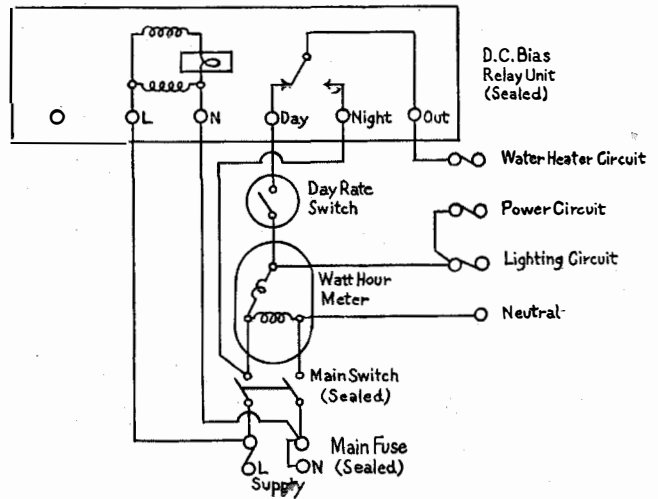 D.C. Bias
Relay Unit
(Sealed)
L
N
Day
Night
Out
Water Heater Circuit
Day Rate
Switch
Power Circuit
Lighting Circuit
Watt Hour
Meter
Neutral
Main Switch
(Sealed)
Main Fuse
(Sealed)
L
N
Supply